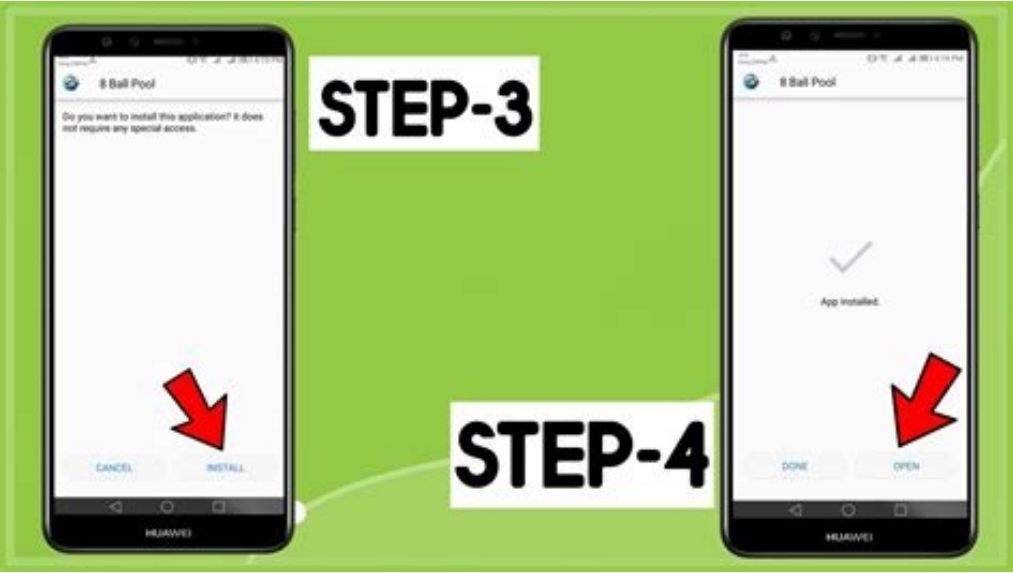 8 Ball Pool
Do you want to install this application? It does
not require any special access.
CANCEL
INSTALL
HUAWEI
STEP-3
STEP-4
8 Ball Pool
App installed.
DONE
OPEN
HUAWEI